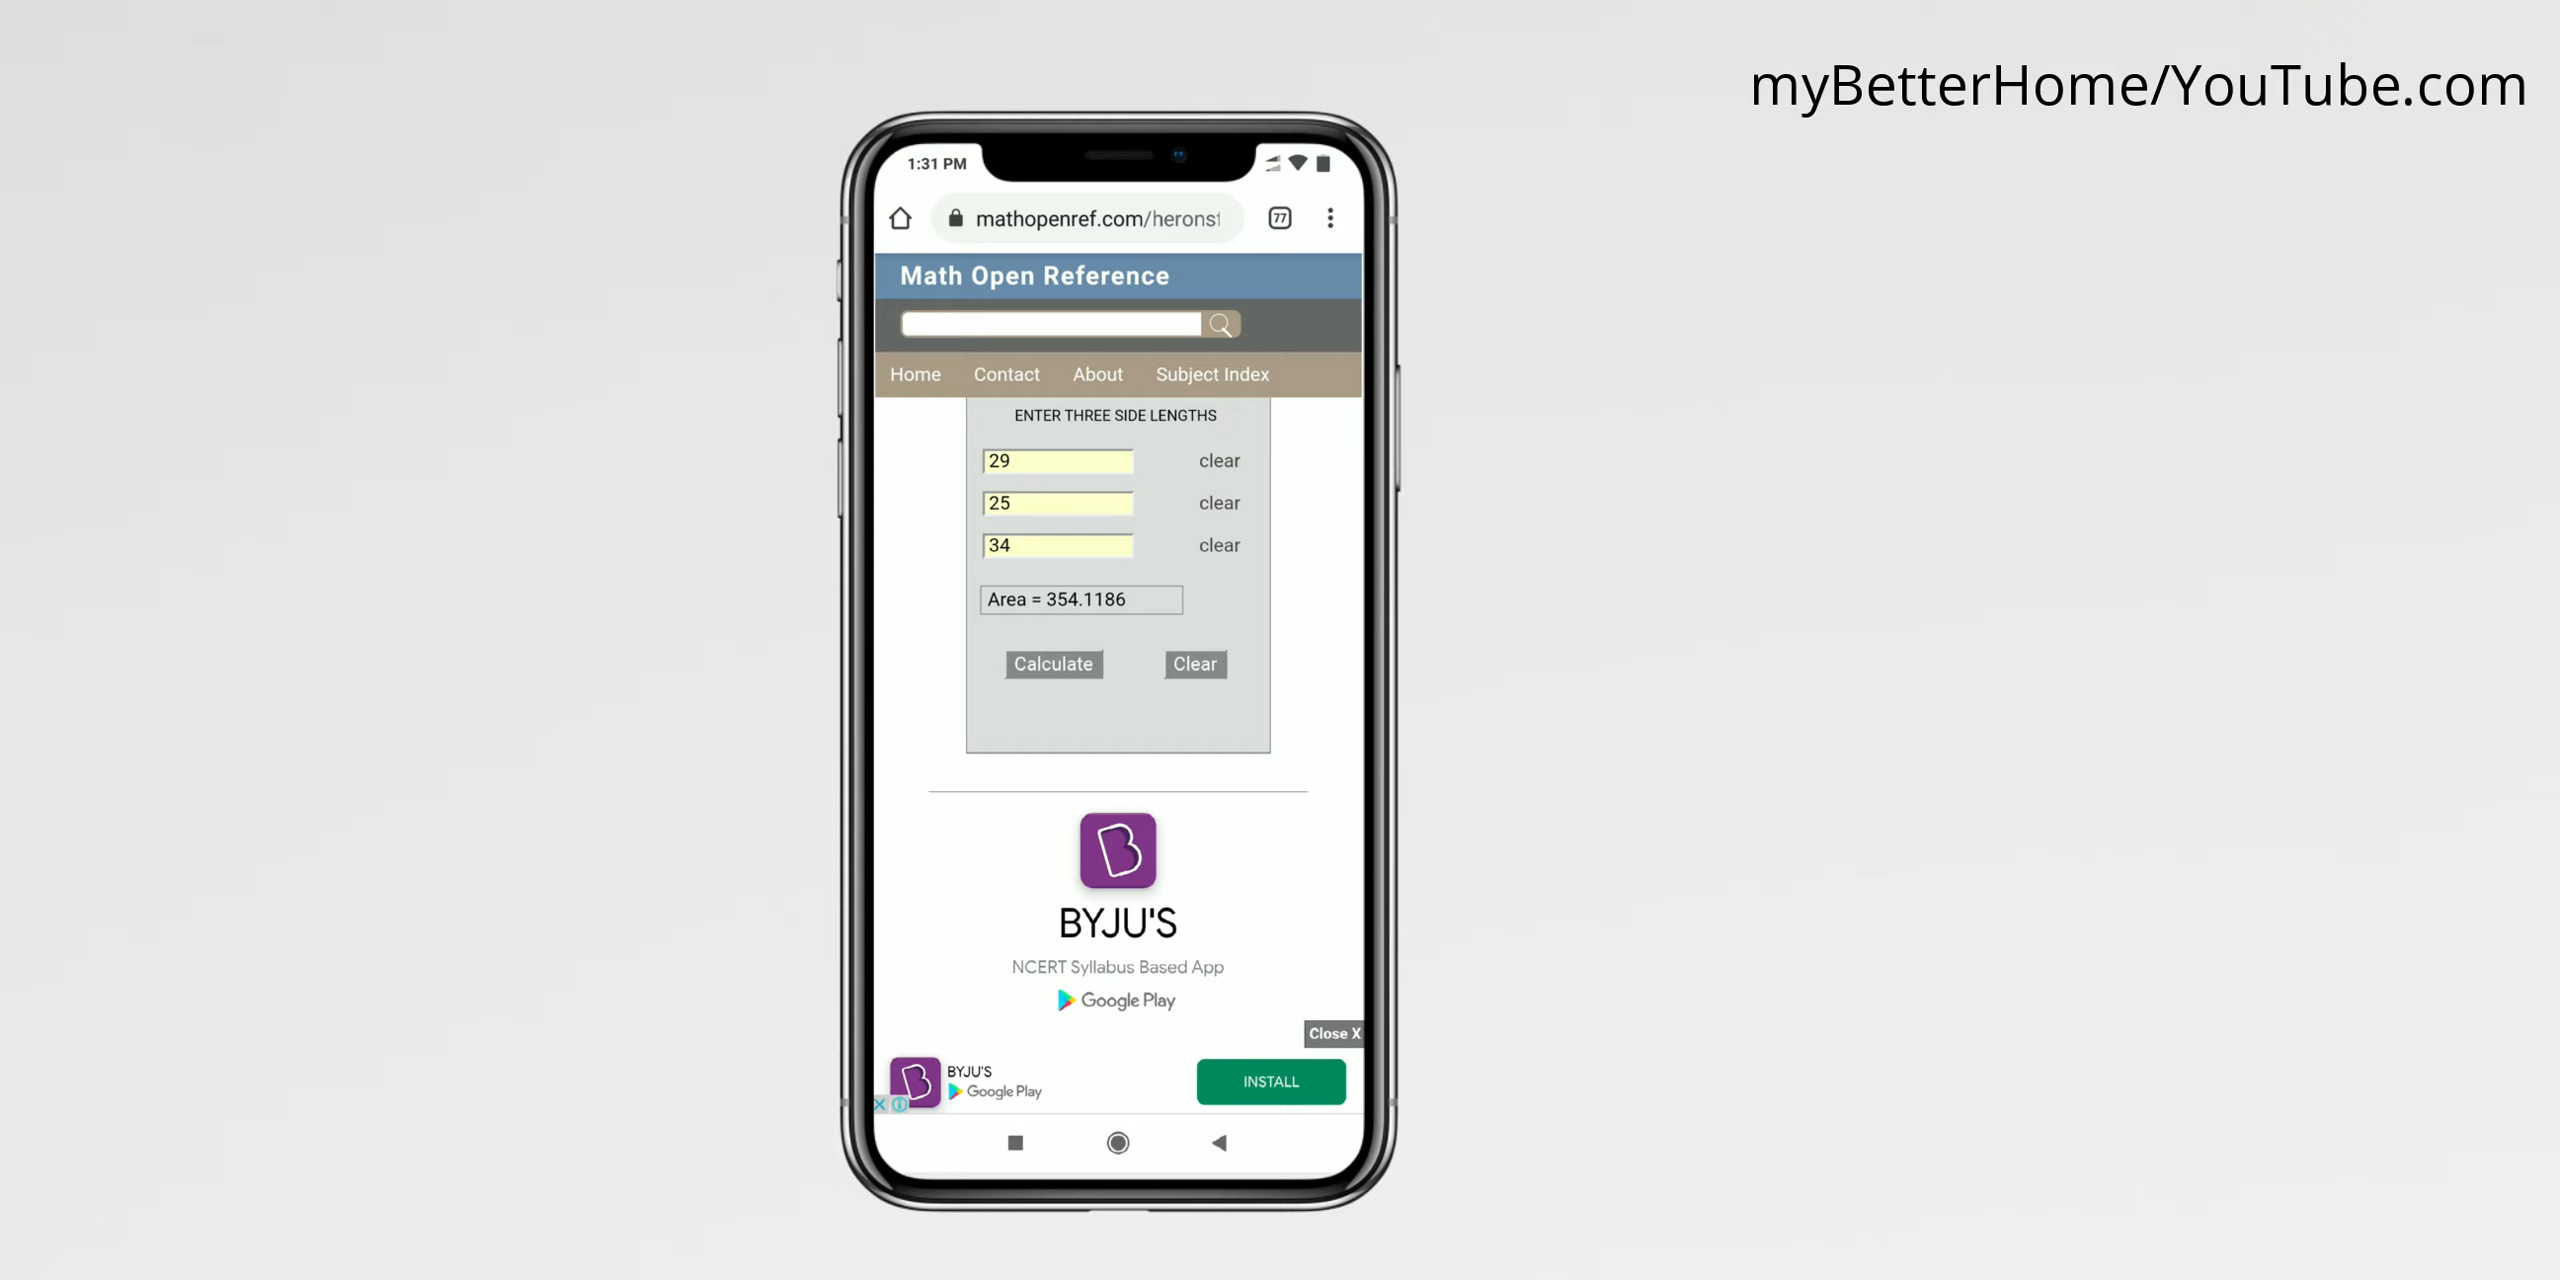 myBetterHome/YouTube.com
1:31 PM
mathopenref.com/heronsf
77
Math Open Reference
Home Contact About Subject Index
ENTER THREE SIDE LENGTHS
29 clear
25 clear
34 clear
Area = 354.1186
Calculate Clear
BYJU'S
NCERT Syllabus Based App
Google Play
Close X
BYJU'S
Google Play
INSTALL